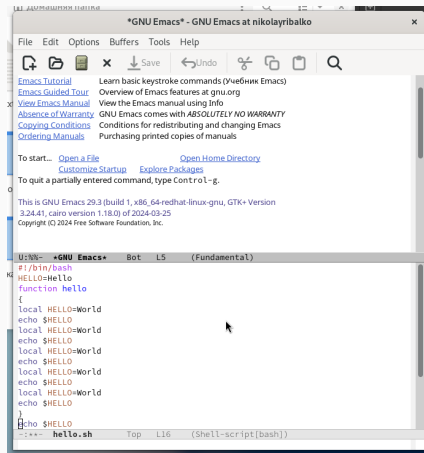 Домашняя папка
*GNU Emacs* - GNU Emacs at nikolayribalko
File Edit Options Buffers Tools Help
Save Undo
Emacs Tutorial Learn basic keystroke commands (Учебник Emacs)
Emacs Guided Tour Overview of Emacs features at gnu.org
View Emacs Manual View the Emacs manual using Info
Absence of Warranty GNU Emacs comes with ABSOLUTELY NO WARRANTY
Copying Conditions Conditions for redistributing and changing Emacs
Ordering Manuals Purchasing printed copies of manuals
To start... Open a File Open Home Directory
Customize Startup Explore Packages
To quit a partially entered command, type Control-g.
This is GNU Emacs 29.3 (build 1, x86_64-redhat-linux-gnu, GTK+ Version
3.24.41, cairo version 1.18.0) of 2024-03-25
Copyright (C) 2024 Free Software Foundation, Inc.
U:%%- *GNU Emacs* Bot L5 (Fundamental)
#!/bin/bash
HELLO=Hello
function hello
{
local HELLO=World
echo $HELLO
local HELLO=World
echo $HELLO
local HELLO=World
echo $HELLO
local HELLO=World
echo $HELLO
local HELLO=World
echo $HELLO
}
echo $HELLO
-:**- hello.sh Top L16 (Shell-script[bash])